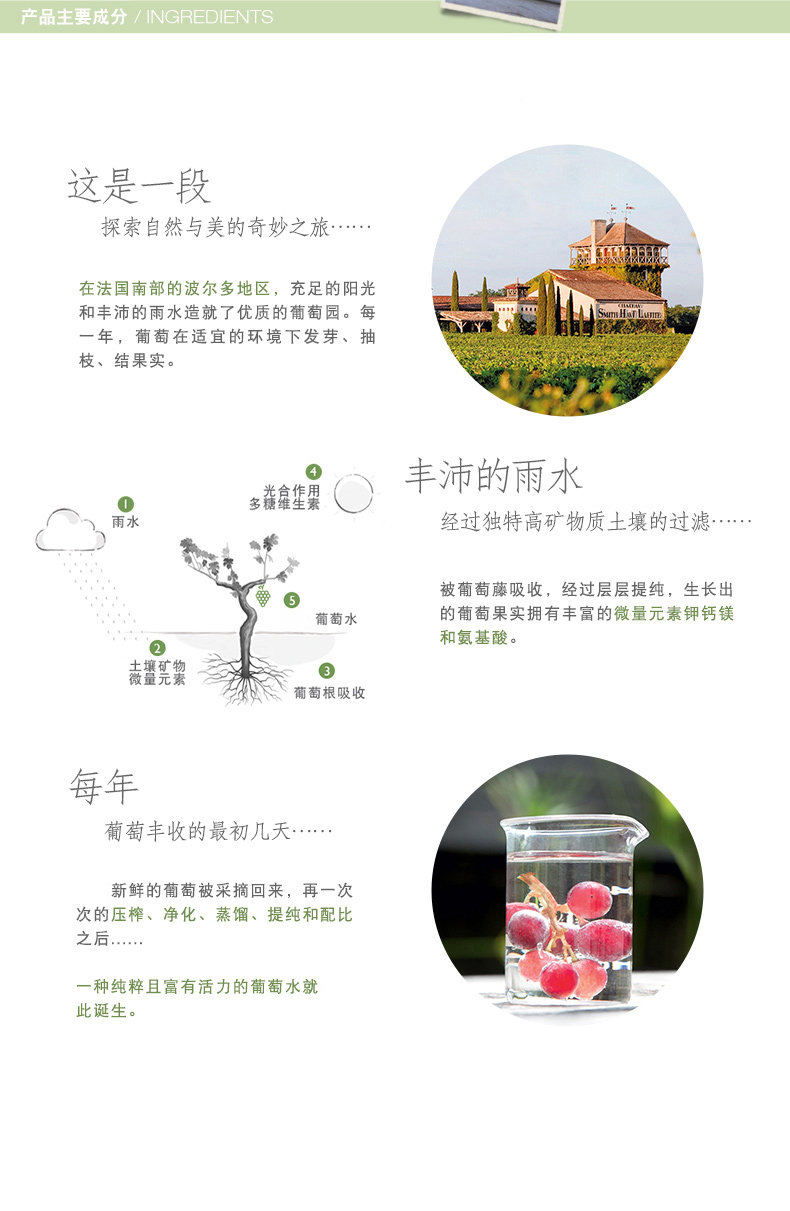 产品主要成分 / INGREDIENTS
这是一段
探索自然与美的奇妙之旅……
在法国南部的波尔多地区，充足的阳光
和丰沛的雨水造就了优质的葡萄园。每
一年，葡萄在适宜的环境下发芽、抽
枝、结果实。
CHATEAU
SMITH HAUT LAFITTE
丰沛的雨水
经过独特高矿物质土壤的过滤……
被葡萄藤吸收，经过层层提纯，生长出
的葡萄果实拥有丰富的微量元素钾钙镁
和氨基酸。
4
光合作用
多糖维生素
1
雨水
5
葡萄水
2
土壤矿物
微量元素
3
葡萄根吸收
每年
葡萄丰收的最初几天……
新鲜的葡萄被采摘回来，再一次
次的压榨、净化、蒸馏、提纯和配比
之后……
一种纯粹且富有活力的葡萄水就
此诞生。